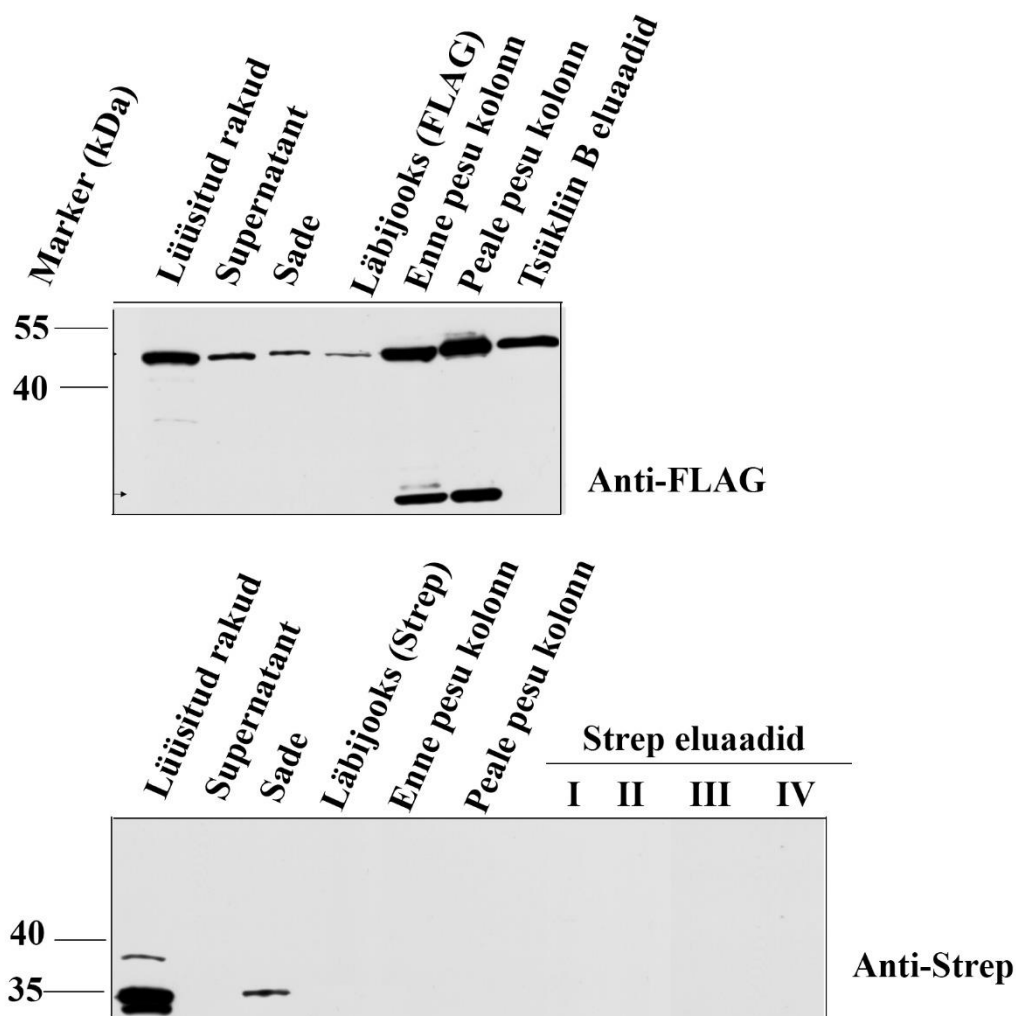 Marker (kDa)
Lüüsitud rakud
Supernatant
Sade
Läbijooks (FLAG)
Enne pesu kolonn
Peale pesu kolonn
Tsükliin B eluaadid
55
40
Anti-FLAG
Lüüsitud rakud
Supernatant
Sade
Läbijooks (Strep)
Enne pesu kolonn
Peale pesu kolonn
Strep eluaadid
I II III IV
40
35
Anti-Strep